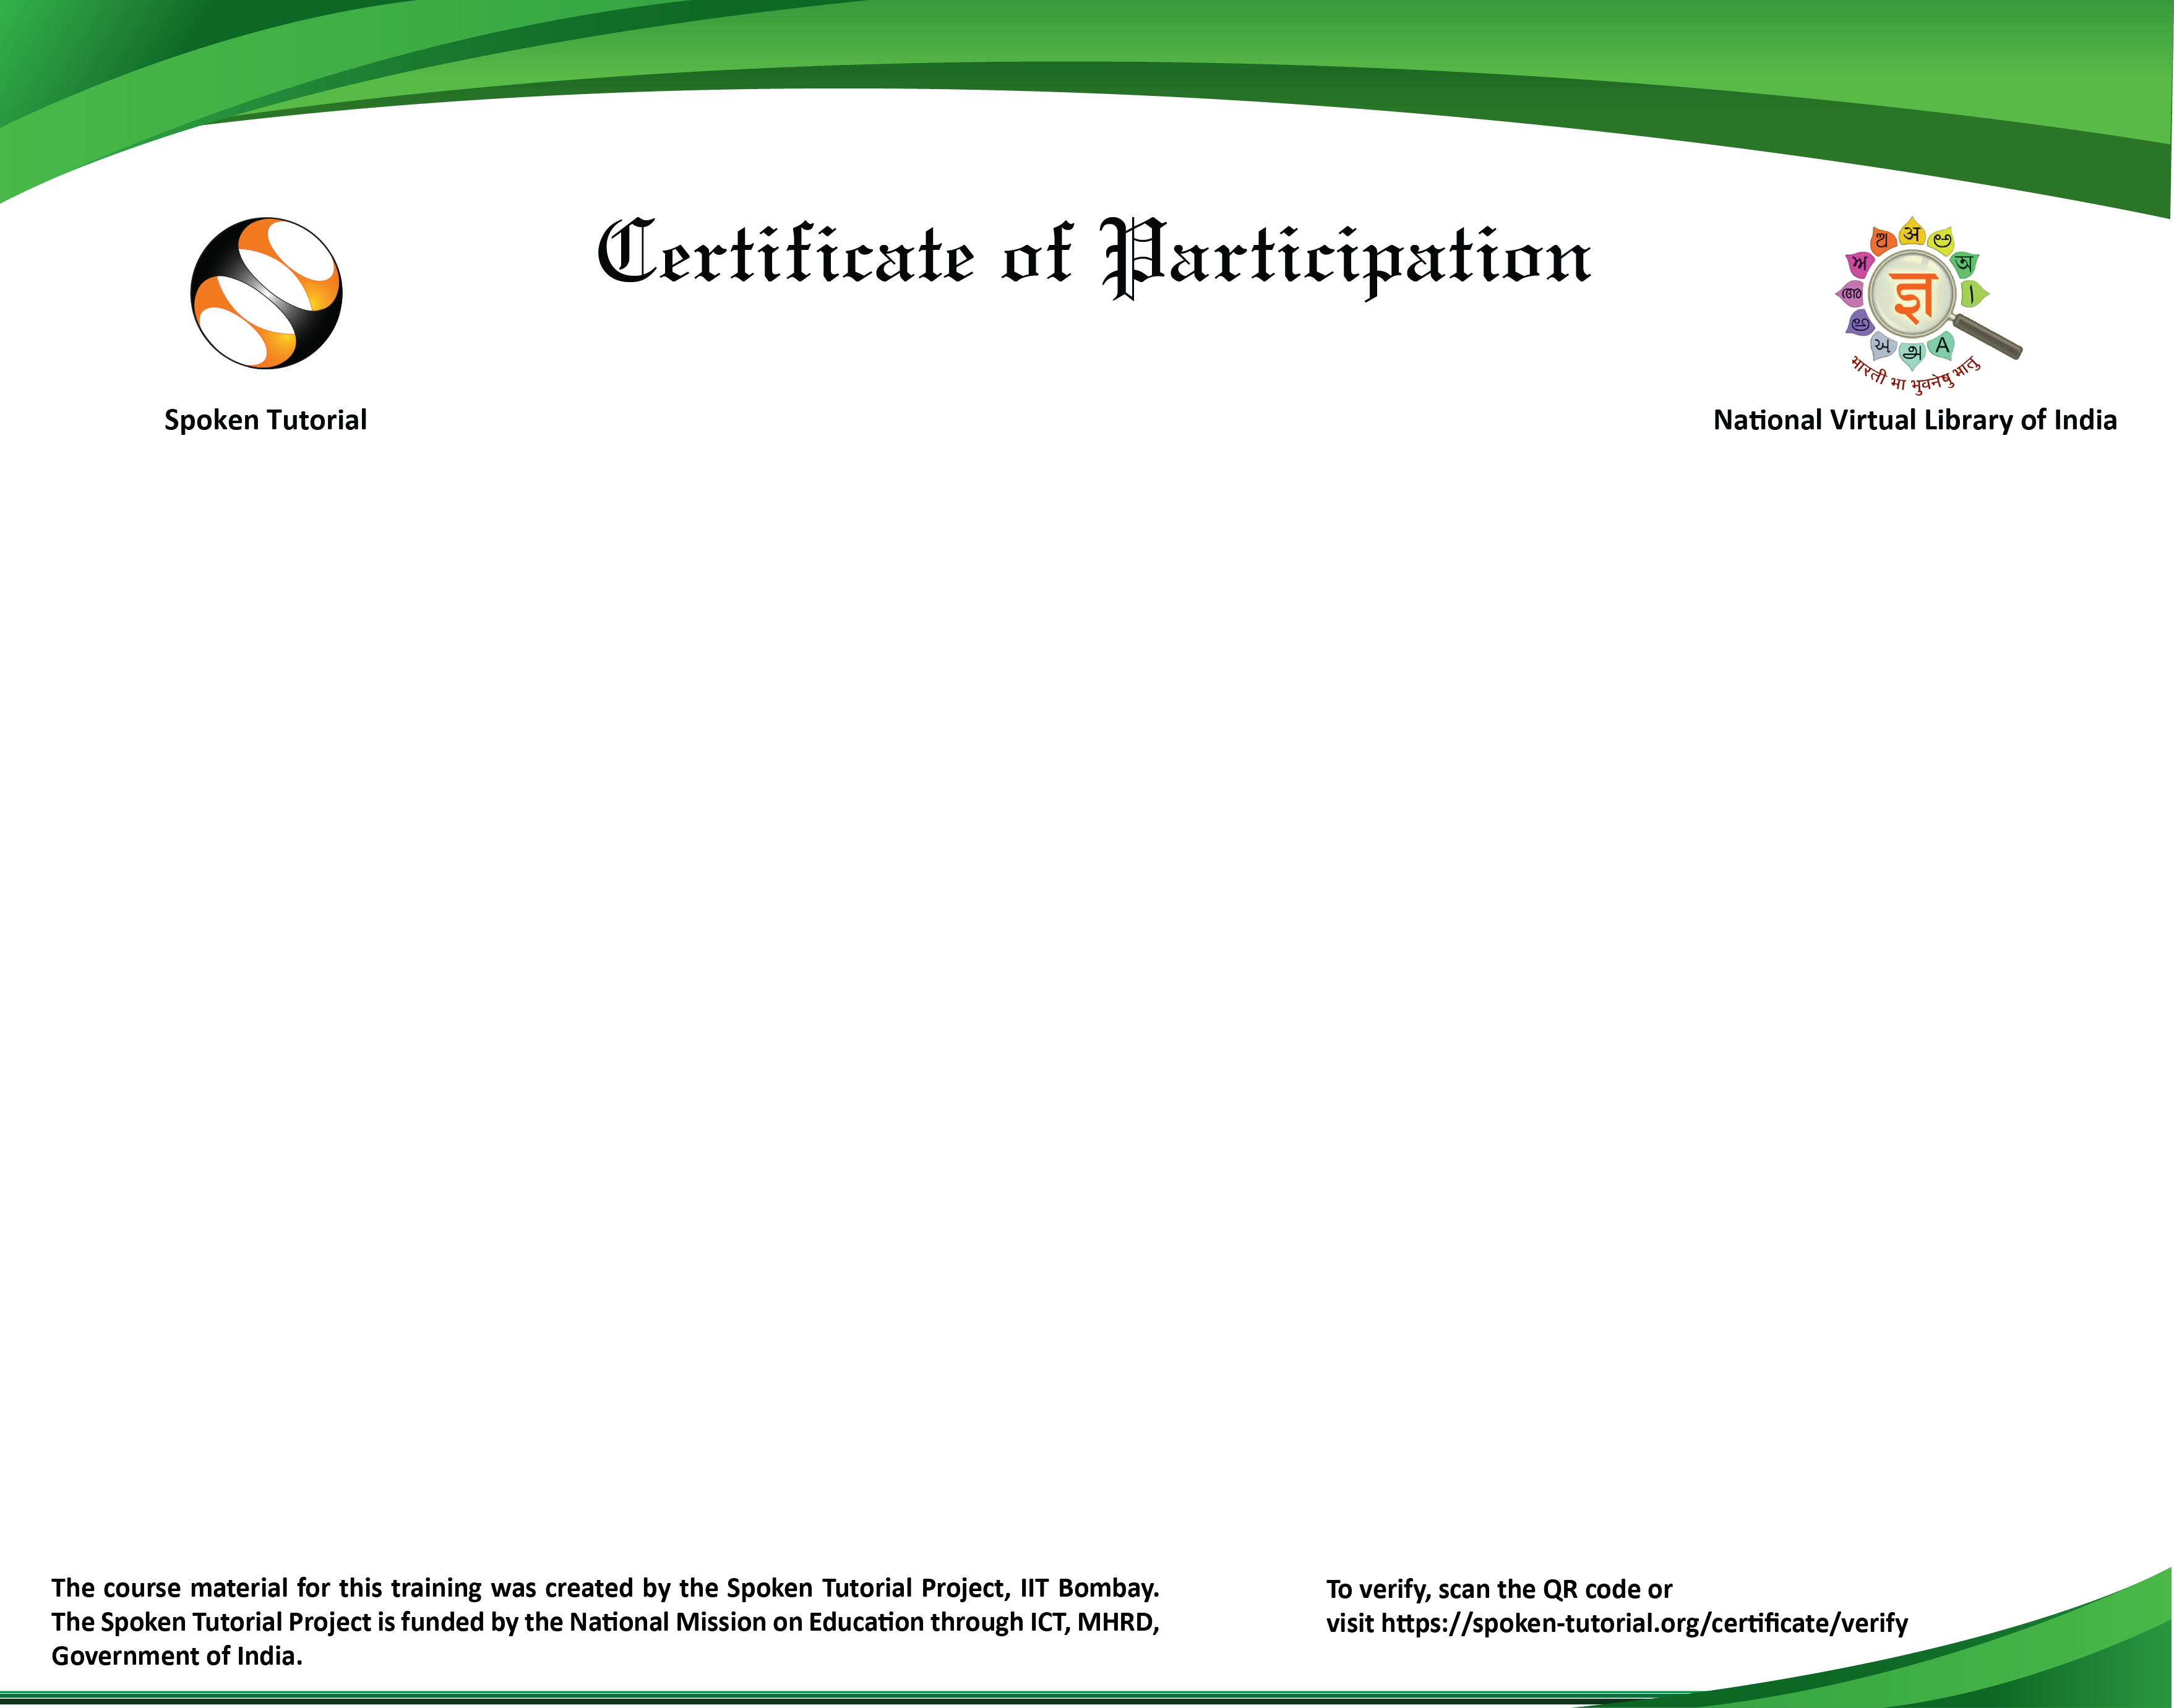 Certificate of Participation
अ
ज्ञ
A
भारती भा भुवनेषु भातु
Spoken Tutorial
National Virtual Library of India
The course material for this training was created by the Spoken Tutorial Project, IIT Bombay.
The Spoken Tutorial Project is funded by the National Mission on Education through ICT, MHRD,
Government of India.
To verify, scan the QR code or
visit https://spoken-tutorial.org/certificate/verify